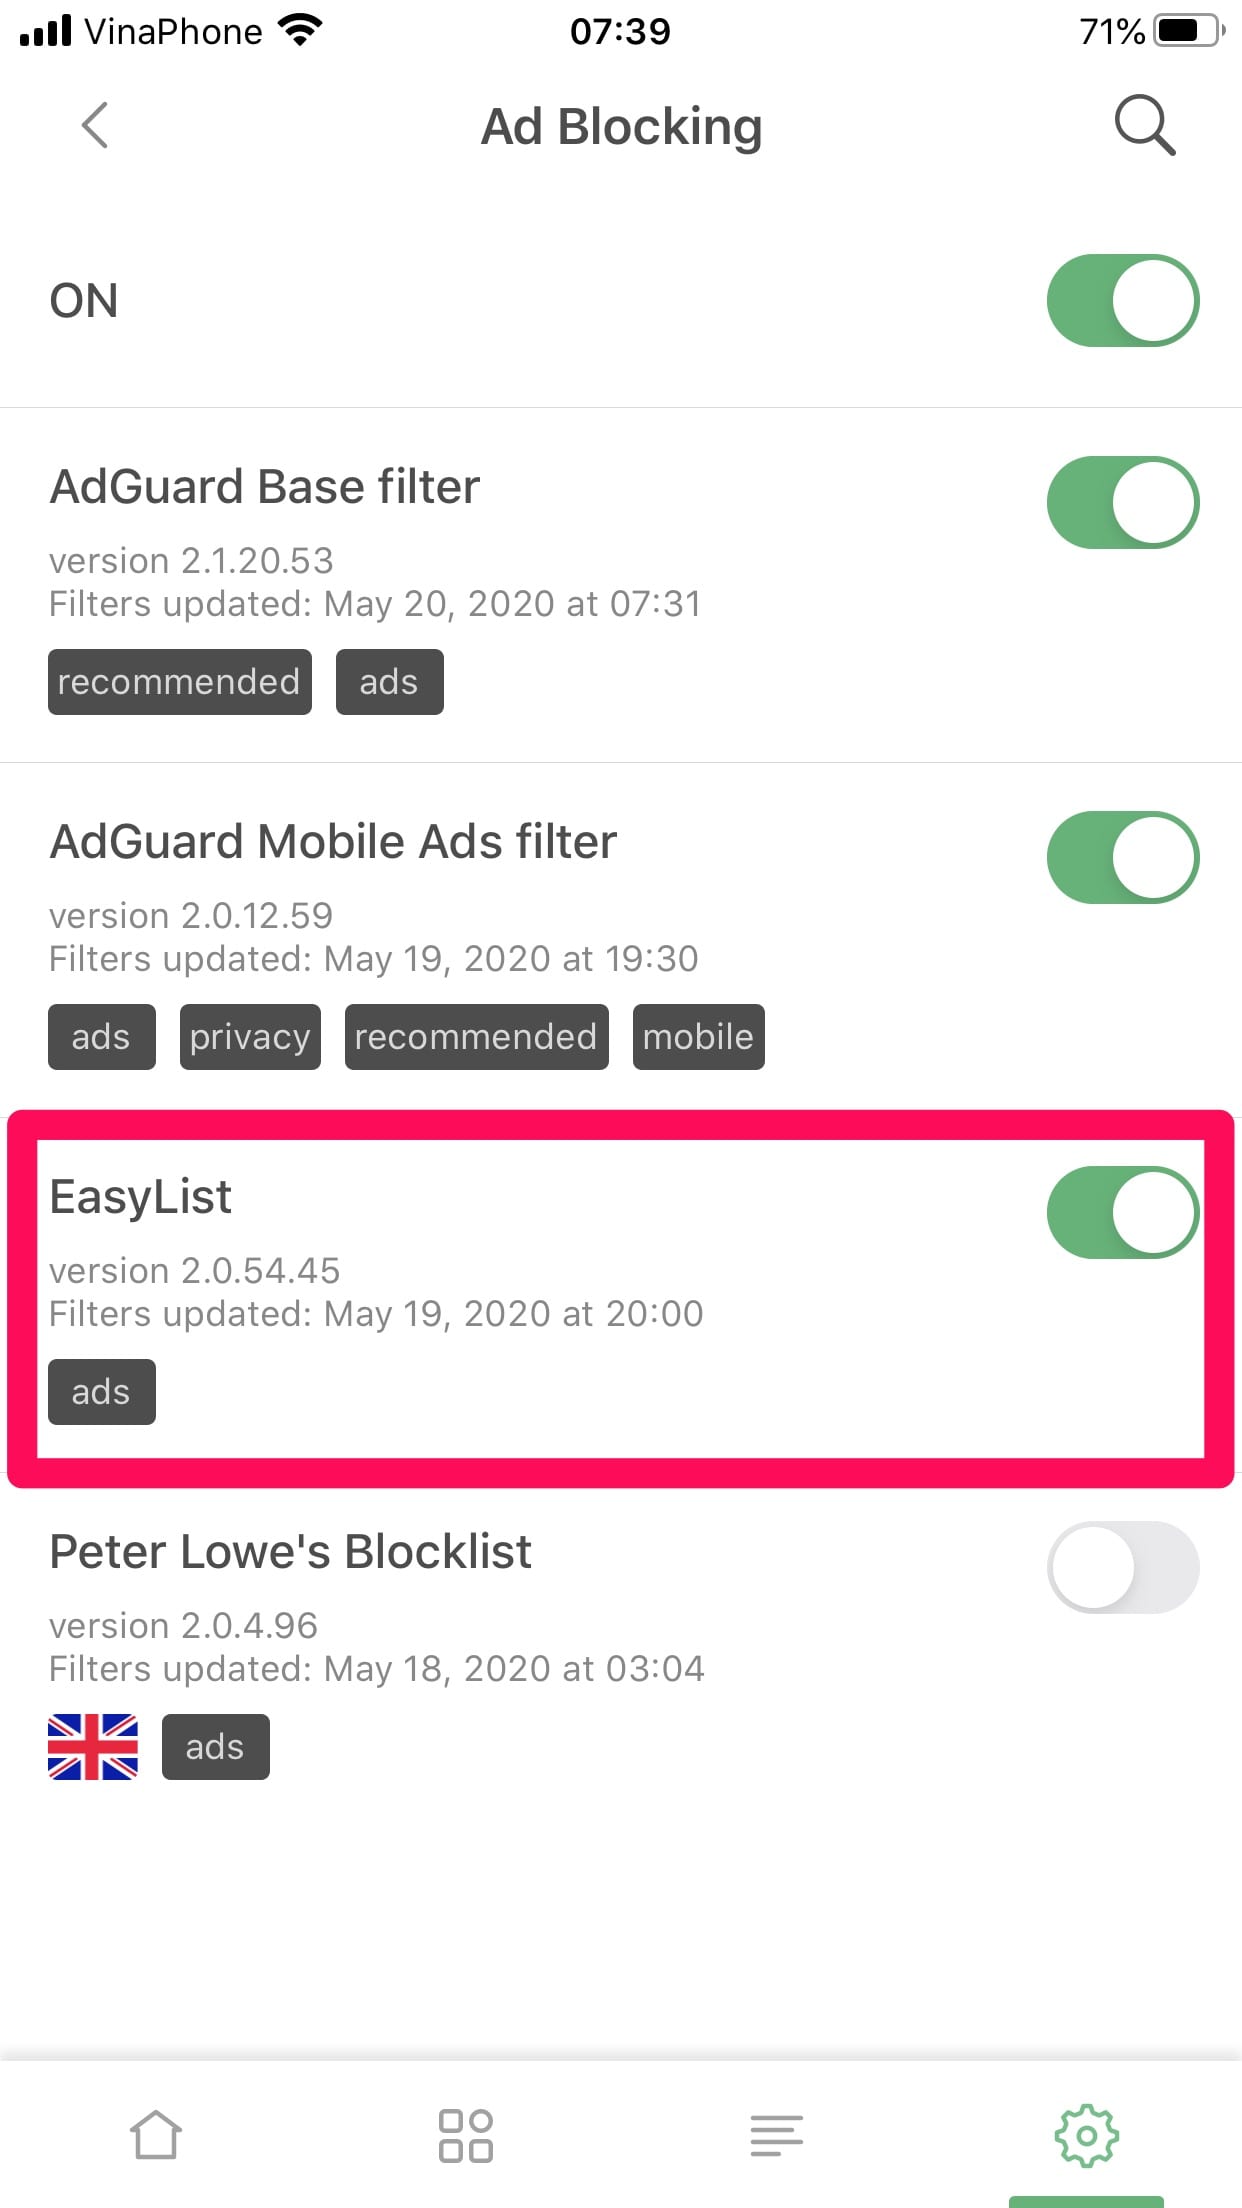 VinaPhone 07:39 71%
Ad Blocking
ON
AdGuard Base filter
version 2.1.20.53
Filters updated: May 20, 2020 at 07:31
recommended ads
AdGuard Mobile Ads filter
version 2.0.12.59
Filters updated: May 19, 2020 at 19:30
ads privacy recommended mobile
EasyList
version 2.0.54.45
Filters updated: May 19, 2020 at 20:00
ads
Peter Lowe's Blocklist
version 2.0.4.96
Filters updated: May 18, 2020 at 03:04
ads